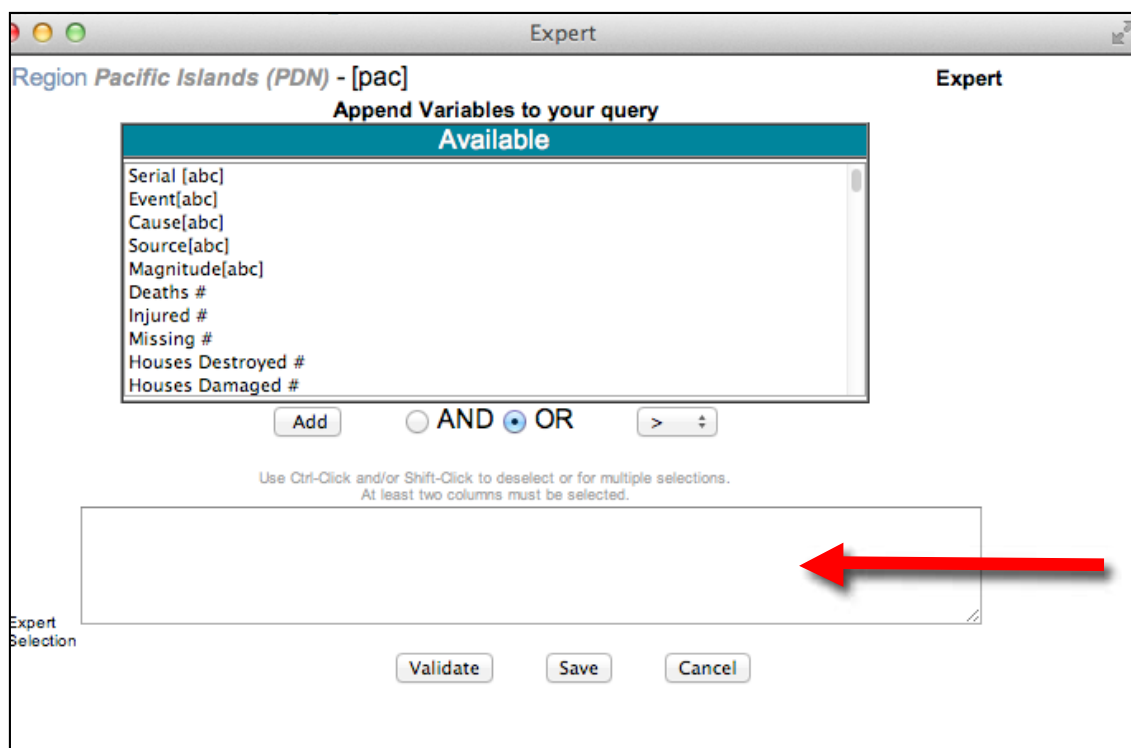 Expert
Region Pacific Islands (PDN) - [pac]
Expert
Append Variables to your query
Available
Serial [abc]
Event[abc]
Cause[abc]
Source[abc]
Magnitude[abc]
Deaths #
Injured #
Missing #
Houses Destroyed #
Houses Damaged #
Add AND OR >
Use Ctrl-Click and/or Shift-Click to deselect or for multiple selections.
At least two columns must be selected.
Expert
Selection
Validate Save Cancel